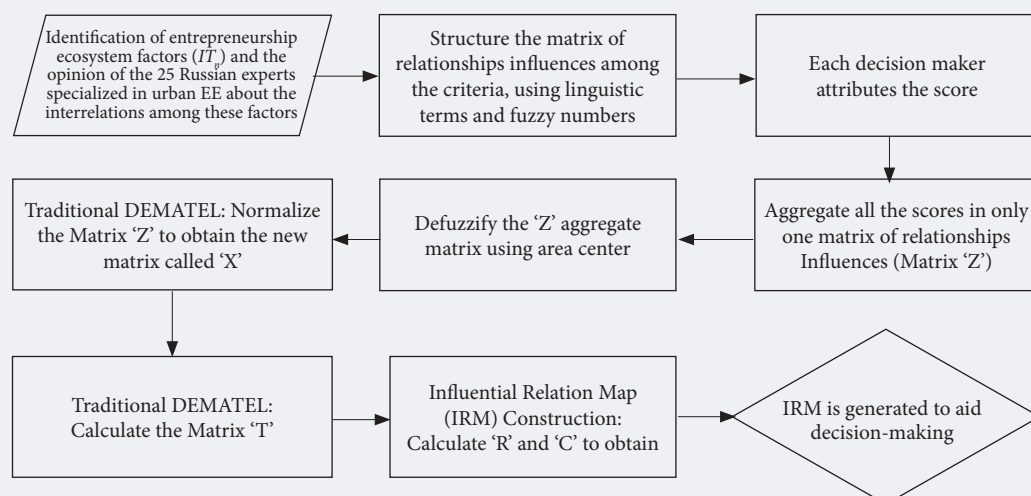 Identification of entrepreneurship
ecosystem factors (ITv) and the
opinion of the 25 Russian experts
specialized in urban EE about the
interrelations among these factors
Structure the matrix of
relationships influences among
the criteria, using linguistic
terms and fuzzy numbers
Each decision maker
attributes the score
Aggregate all the scores in only
one matrix of relationships
Influences (Matrix ‘Z’)
Defuzzify the ‘Z’ aggregate
matrix using area center
Traditional DEMATEL: Normalize
the Matrix ‘Z’ to obtain the new
matrix called ‘X’
Traditional DEMATEL:
Calculate the Matrix ‘T’
Influential Relation Map
(IRM) Construction:
Calculate ‘R’ and ‘C’ to obtain
IRM is generated to aid
decision-making